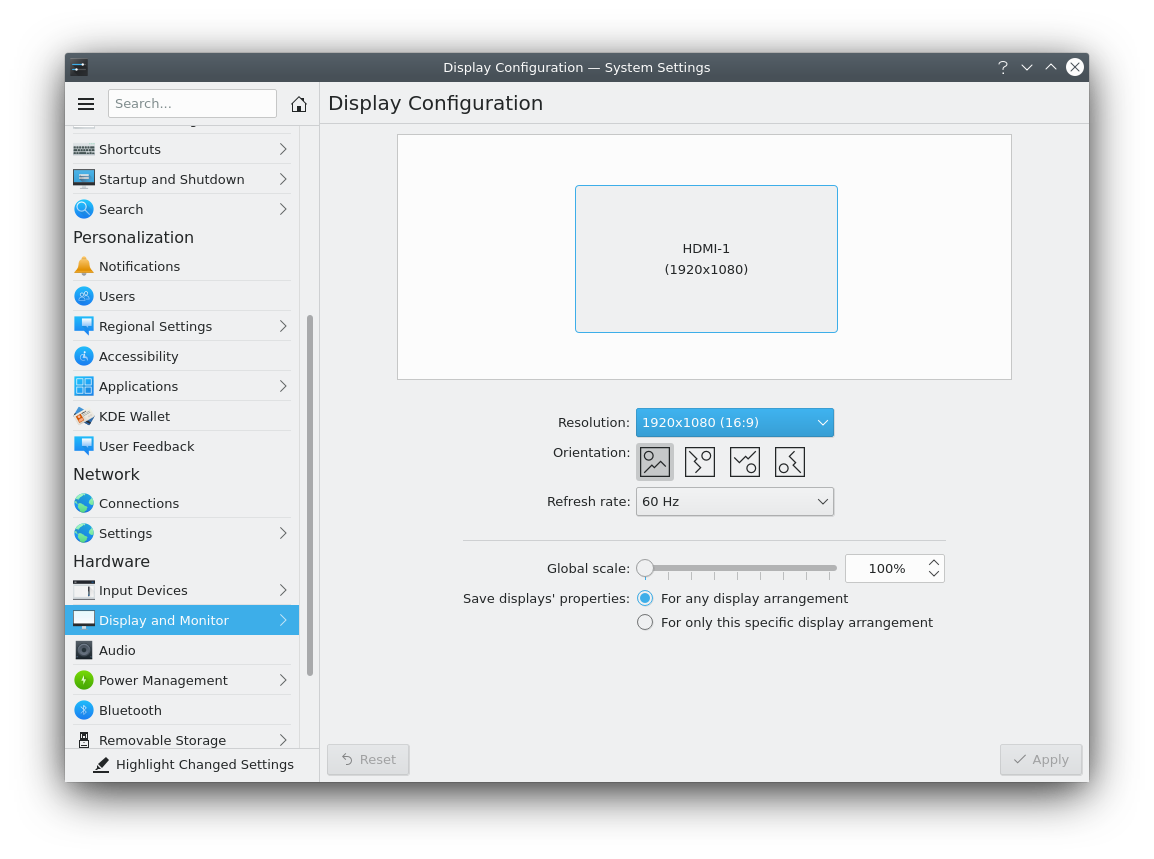 Display Configuration — System Settings
?
Search...
Display Configuration
Shortcuts
Startup and Shutdown
Search
Personalization
Notifications
Users
Regional Settings
Accessibility
Applications
KDE Wallet
User Feedback
Network
Connections
Settings
Hardware
Input Devices
Display and Monitor
Audio
Power Management
Bluetooth
Removable Storage
Highlight Changed Settings
HDMI-1
(1920x1080)
Resolution: 1920x1080 (16:9)
Orientation:
Refresh rate: 60 Hz
Global scale: 100%
Save displays' properties: For any display arrangement
For only this specific display arrangement
Reset
Apply